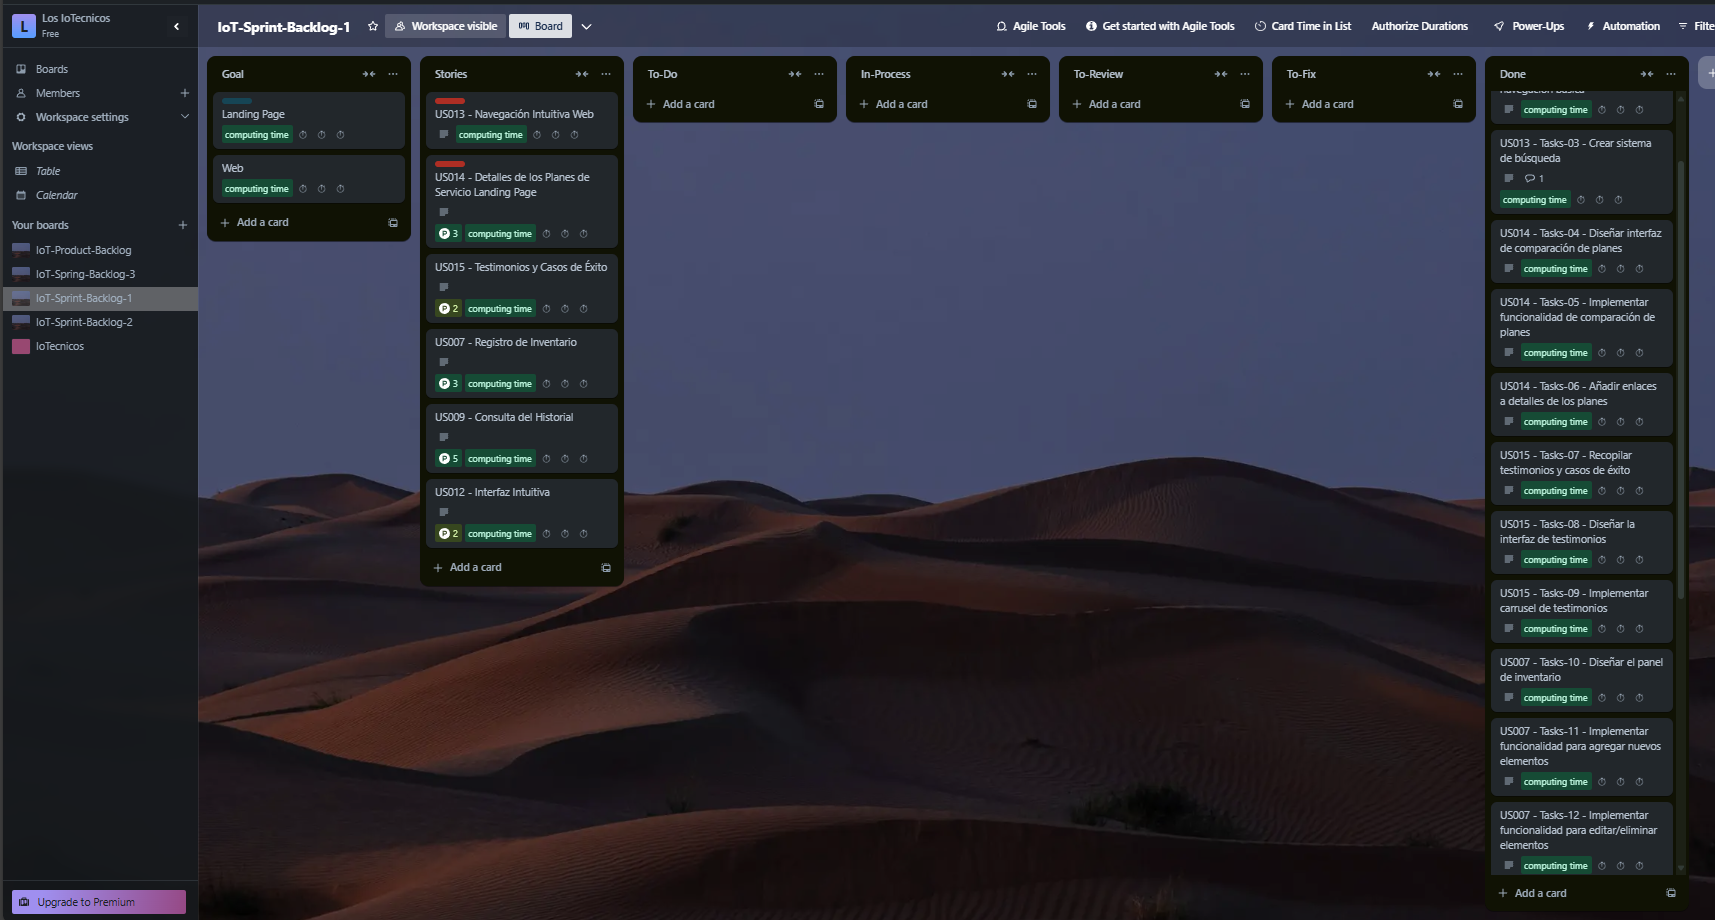 L
Los IoTecnicos
Free
Boards
Members
Workspace settings
Workspace views
Table
Calendar
Your boards
IoT-Product-Backlog
IoT-Spring-Backlog-3
IoT-Sprint-Backlog-1
IoT-Sprint-Backlog-2
IoTecnicos
Upgrade to Premium
IoT-Sprint-Backlog-1
Workspace visible
Board
Agile Tools
Get started with Agile Tools
Card Time in List
Authorize Durations
Power-Ups
Automation
Filte
Goal
Landing Page
computing time
Web
computing time
Add a card
Stories
US013 - Navegación Intuitiva Web
computing time
US014 - Detalles de los Planes de
Servicio Landing Page
P 3 computing time
US015 - Testimonios y Casos de Éxito
P 2 computing time
US007 - Registro de Inventario
P 3 computing time
US009 - Consulta del Historial
P 5 computing time
US012 - Interfaz Intuitiva
P 2 computing time
Add a card
To-Do
Add a card
In-Process
Add a card
To-Review
Add a card
To-Fix
Add a card
Done
navegación básica
computing time
US013 - Tasks-03 - Crear sistema
de búsqueda
1
computing time
US014 - Tasks-04 - Diseñar interfaz
de comparación de planes
computing time
US014 - Tasks-05 - Implementar
funcionalidad de comparación de
planes
computing time
US014 - Tasks-06 - Añadir enlaces
a detalles de los planes
computing time
US015 - Tasks-07 - Recopilar
testimonios y casos de éxito
computing time
US015 - Tasks-08 - Diseñar la
interfaz de testimonios
computing time
US015 - Tasks-09 - Implementar
carrusel de testimonios
computing time
US007 - Tasks-10 - Diseñar el panel
de inventario
computing time
US007 - Tasks-11 - Implementar
funcionalidad para agregar nuevos
elementos
computing time
US007 - Tasks-12 - Implementar
funcionalidad para editar/eliminar
elementos
computing time
Add a card